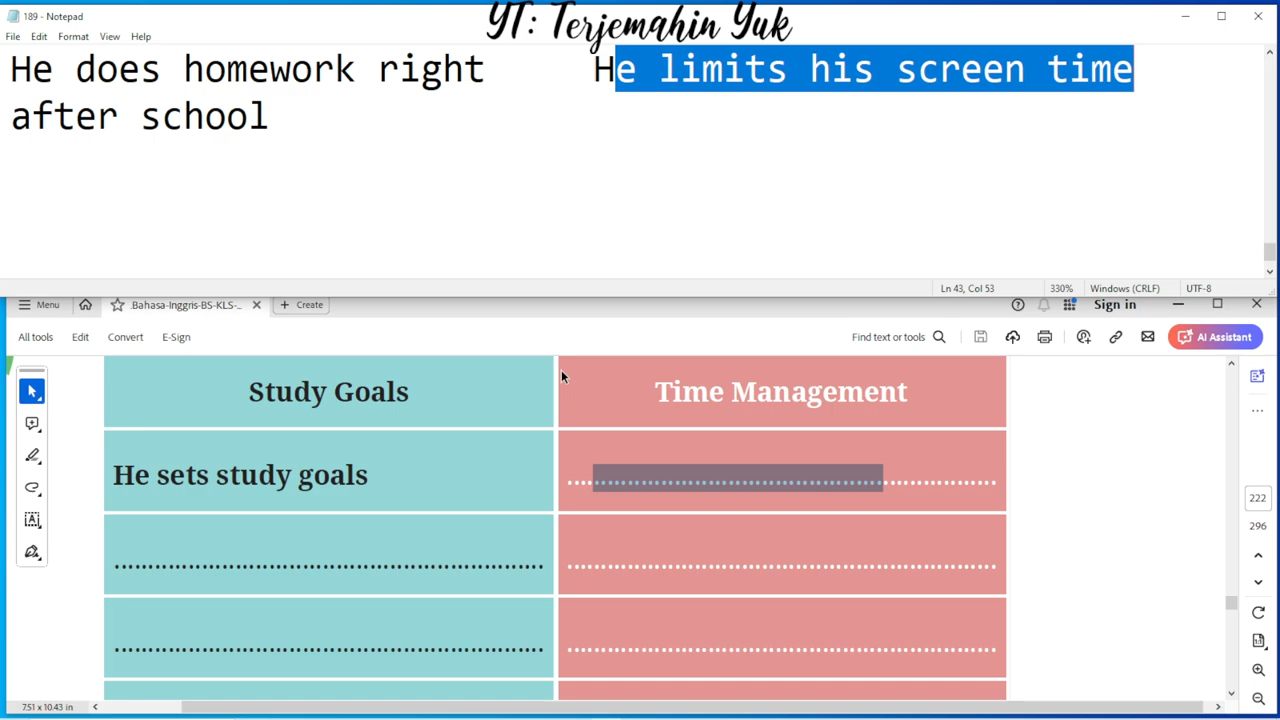 189 - Notepad
YT: Terjemahin Yuk
File Edit Format View Help
He does homework right He limits his screen time
after school
Ln 43, Col 53 330% Windows (CRLF) UTF-8
Menu Bahasa-Inggris-BS-KLS-... Create Sign in
All tools Edit Convert E-Sign Find text or tools AI Assistant
Study Goals Time Management
He sets study goals ................................................................
................................................................ ................................................................
................................................................ ................................................................
222
296
7.51 x 10.43 in